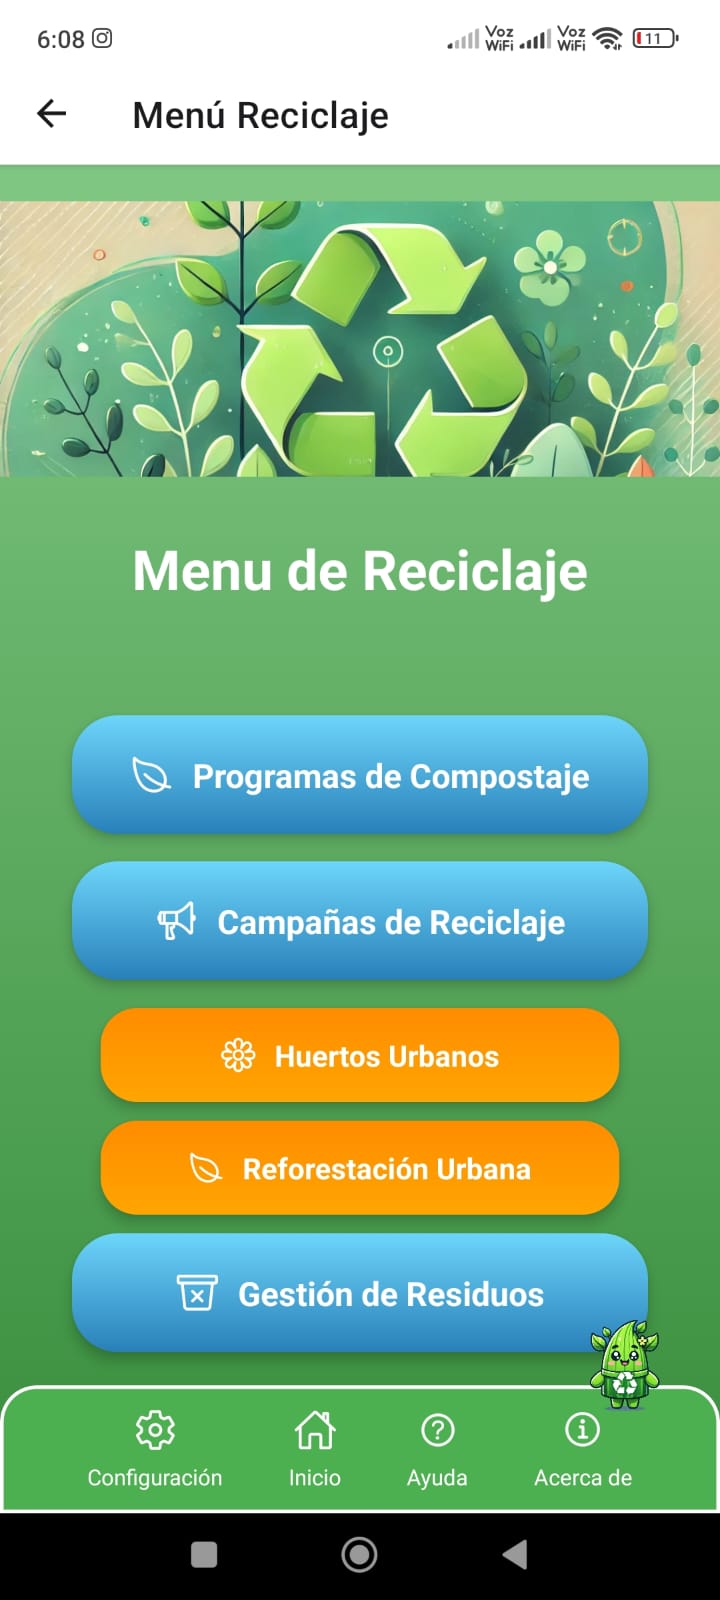 6:08
Voz
WiFi
Voz
WiFi
11
Menú Reciclaje
Menu de Reciclaje
Programas de Compostaje
Campañas de Reciclaje
Huertos Urbanos
Reforestación Urbana
Gestión de Residuos
Configuración
Inicio
Ayuda
Acerca de